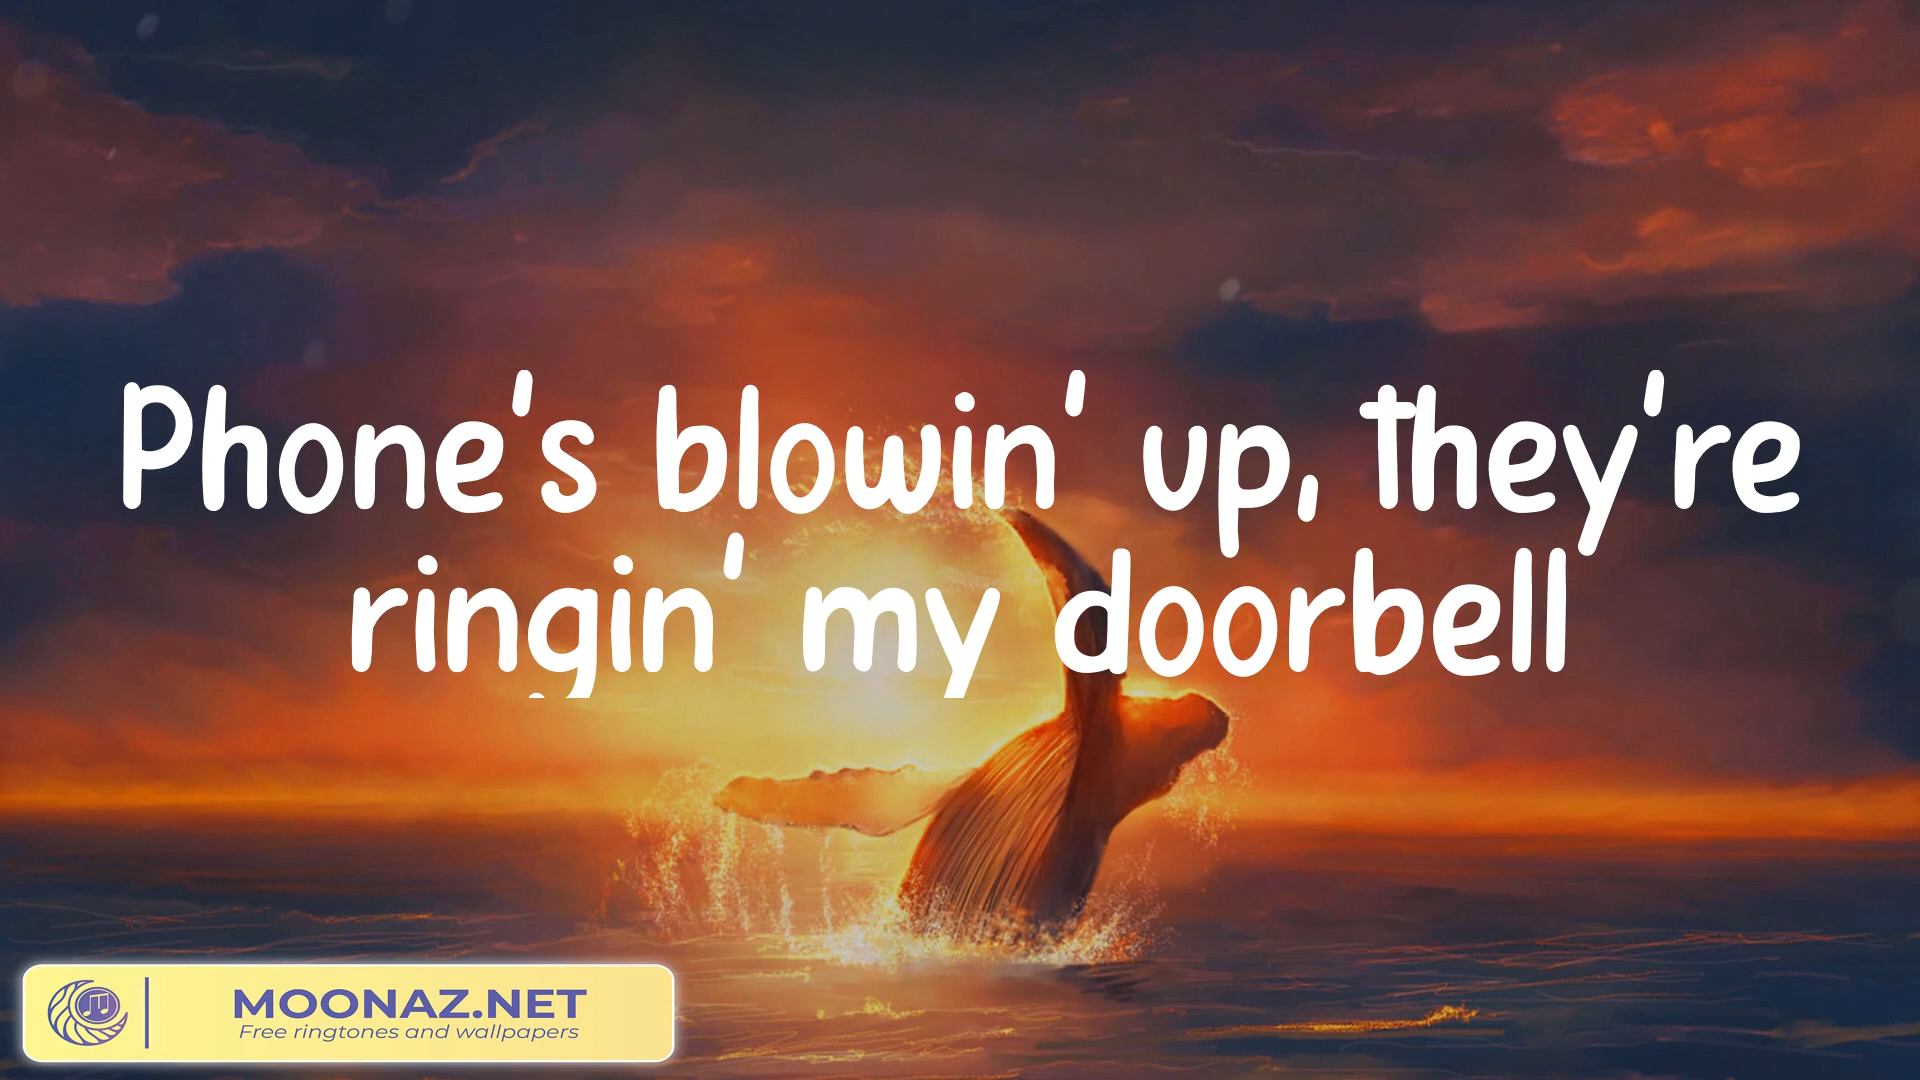 Phone's blowin' up, they're
ringin' my doorbell
MOONAZ.NET
Free ringtones and wallpapers